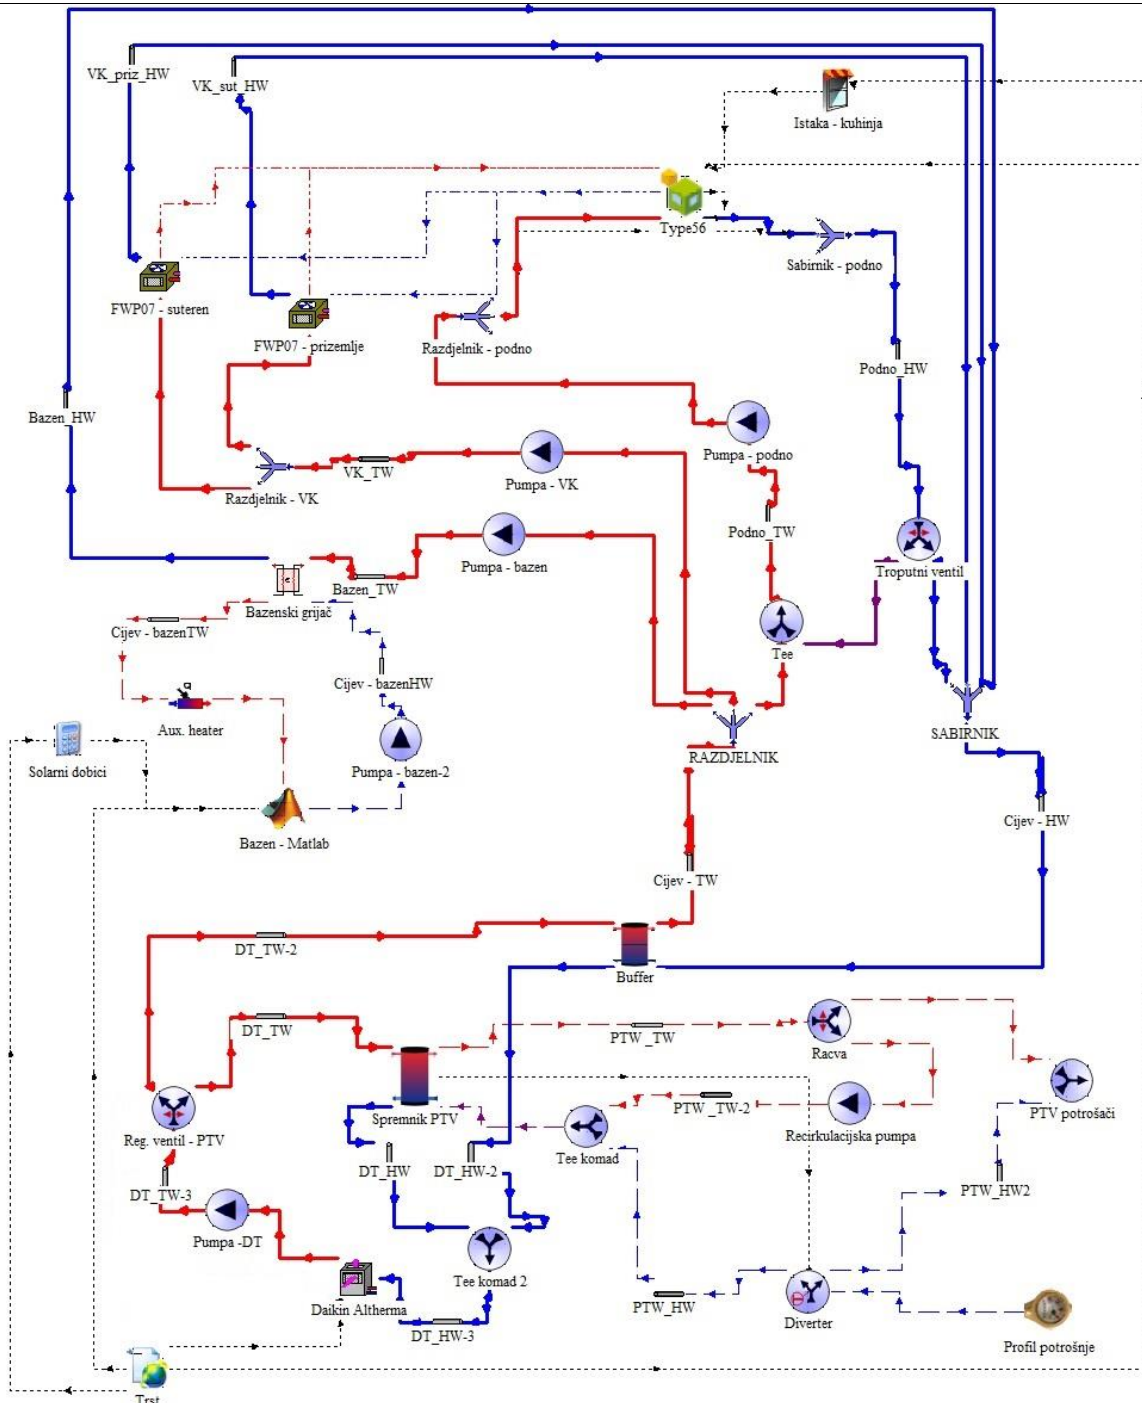 VK_priz_HW
VK_sut_HW
Istaka - kuhinja
Type56
Sabirnik - podno
FWP07 - suteren
FWP07 - prizemlje
Razdjelnik - podno
Podno_HW
Bazen_HW
Pumpa - podno
VK_TW
Pumpa - VK
Razdjelnik - VK
Podno_TW
Pumpa - bazen
Troputni ventil
Bazen_TW
Bazenski grijač
Cijev - bazenTW
Tee
Cijev - bazenHW
Aux. heater
SABIRNIK
RAZDJELNIK
Solarni dobici
Pumpa - bazen-2
Cijev - HW
Bazen - Matlab
Cijev - TW
DT_TW-2
Buffer
DT_TW
PTW _TW
Racva
Spremnik PTV
PTW_TW-2
PTV potrošači
Reg. ventil - PTV
Recirkulacijska pumpa
Tee komad
DT_HW
DT_HW-2
DT_TW-3
PTW_HW2
Pumpa -DT
Tee komad 2
Daikin Altherma
PTW_HW
Diverter
DT_HW-3
Profil potrošnje
Trst